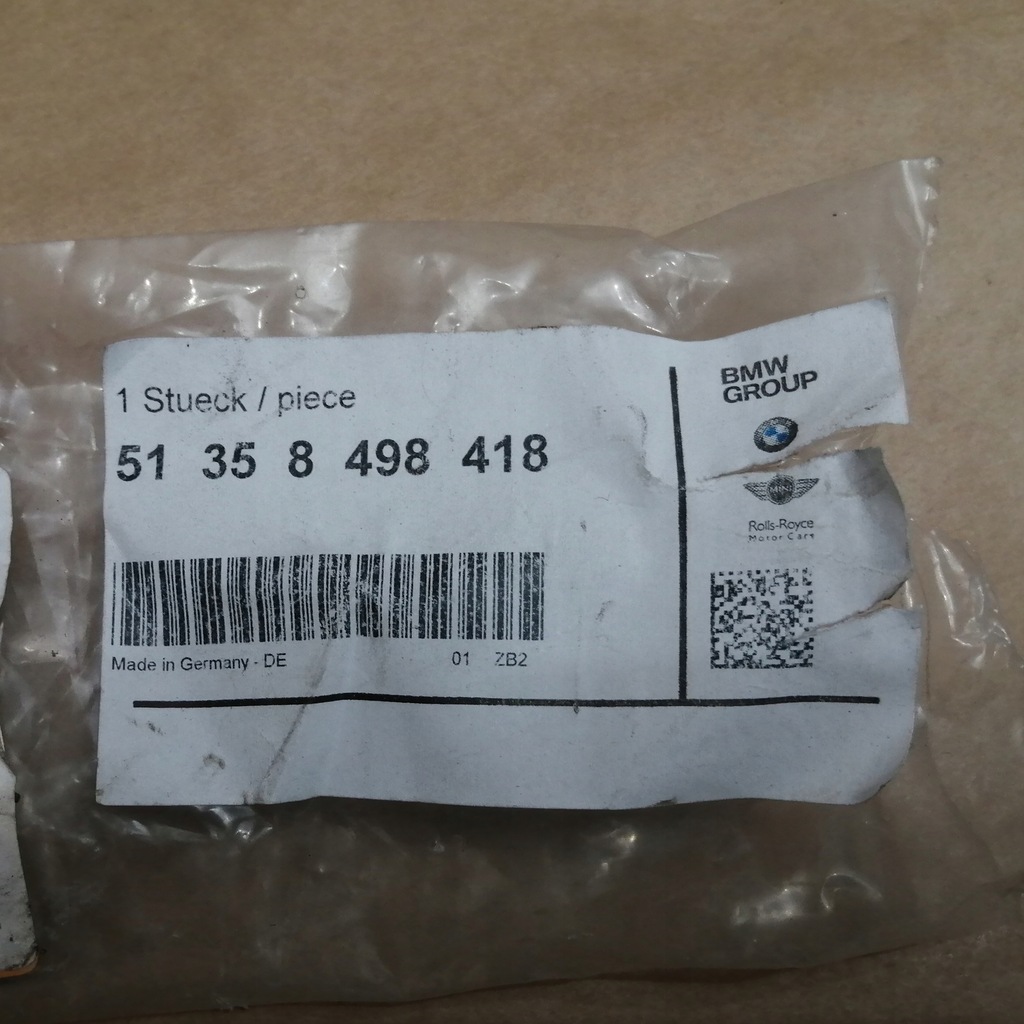 1 Stueck / piece
51 35 8 498 418
Made in Germany - DE
01 ZB2
BMW
GROUP
MINI
Rolls-Royce
Motor Cars